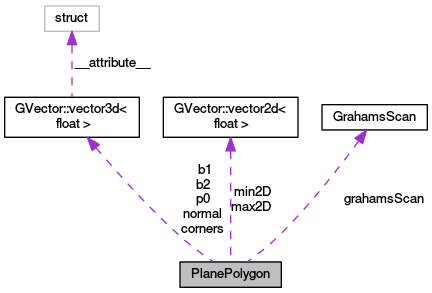 struct
__attribute__
GVector::vector3d<
float >
GVector::vector2d<
float >
GrahamsScan
b1
b2
p0
normal
corners
min2D
max2D
grahamsScan
PlanePolygon